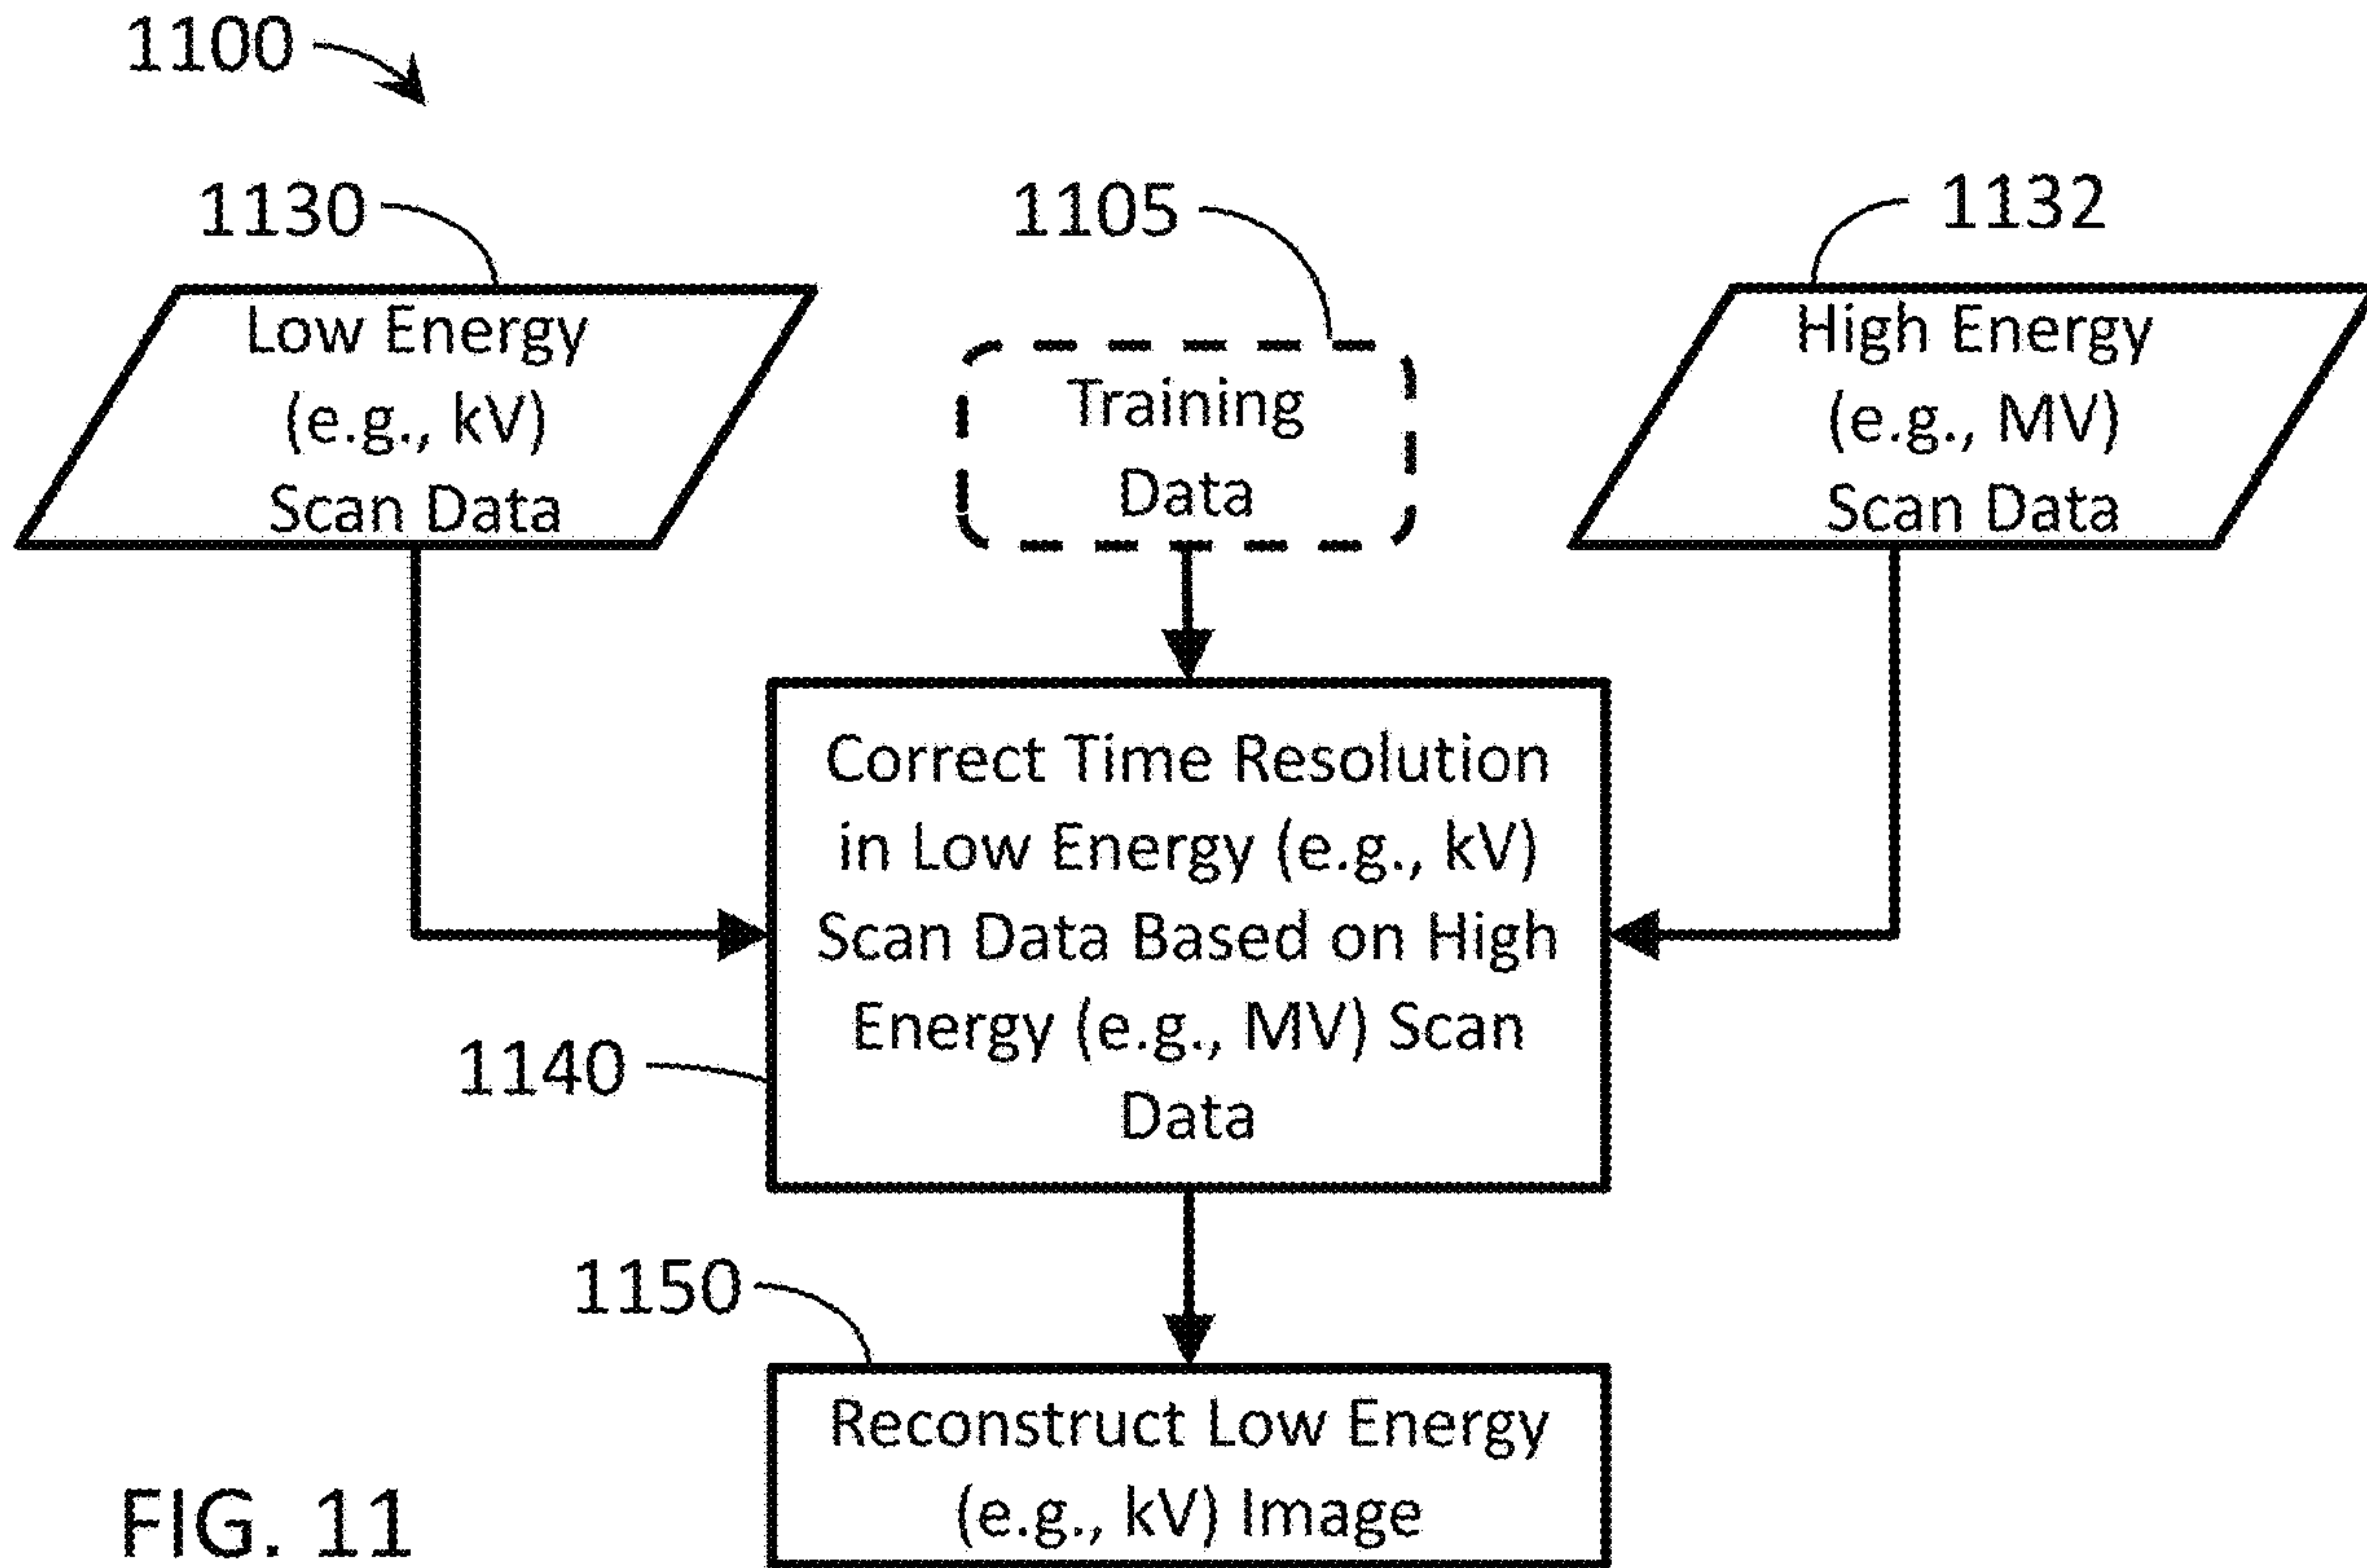 1100
1130
1105
1132
Low Energy
(e.g., kV)
Scan Data
Training
Data
High Energy
(e.g., MV)
Scan Data
Correct Time Resolution
in Low Energy (e.g., kV)
Scan Data Based on High
Energy (e.g., MV) Scan
Data
1140
1150
Reconstruct Low Energy
(e.g., kV) Image
FIG. 11